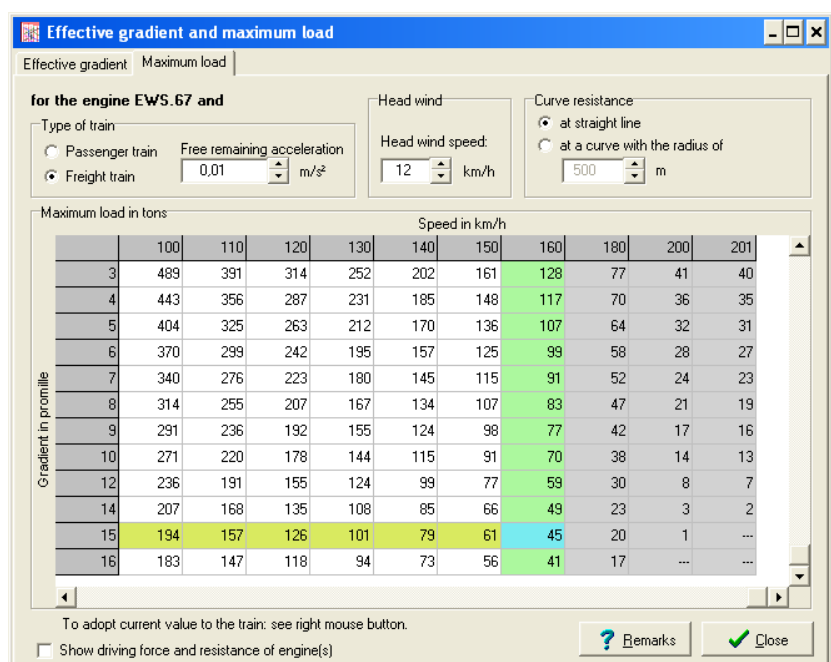 Effective gradient and maximum load
Effective gradient Maximum load
for the engine EWS.67 and
Type of train
Passenger train
Freight train
Free remaining acceleration
0,01 m/s²
Head wind
Head wind speed:
12 km/h
Curve resistance
at straight line
at a curve with the radius of
500 m
Maximum load in tons
Speed in km/h
100 110 120 130 140 150 160 180 200 201
Gradient in promille
3 489 391 314 252 202 161 128 77 41 40
4 443 356 287 231 185 148 117 70 36 35
5 404 325 263 212 170 136 107 64 32 31
6 370 299 242 195 157 125 99 58 28 27
7 340 276 223 180 145 115 91 52 24 23
8 314 255 207 167 134 107 83 47 21 19
9 291 236 192 155 124 98 77 42 17 16
10 271 220 178 144 115 91 70 38 14 13
12 236 191 155 124 99 77 59 30 8 7
14 207 168 135 108 85 66 49 23 3 2
15 194 157 126 101 79 61 45 20 1 ---
16 183 147 118 94 73 56 41 17 --- ---
To adopt current value to the train: see right mouse button.
Show driving force and resistance of engine(s)
? Remarks
Close